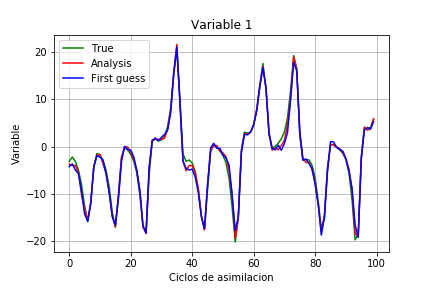 Variable 1
True
Analysis
First guess
20
10
0
−10
−20
Variable
0
20
40
60
80
100
Ciclos de asimilacion